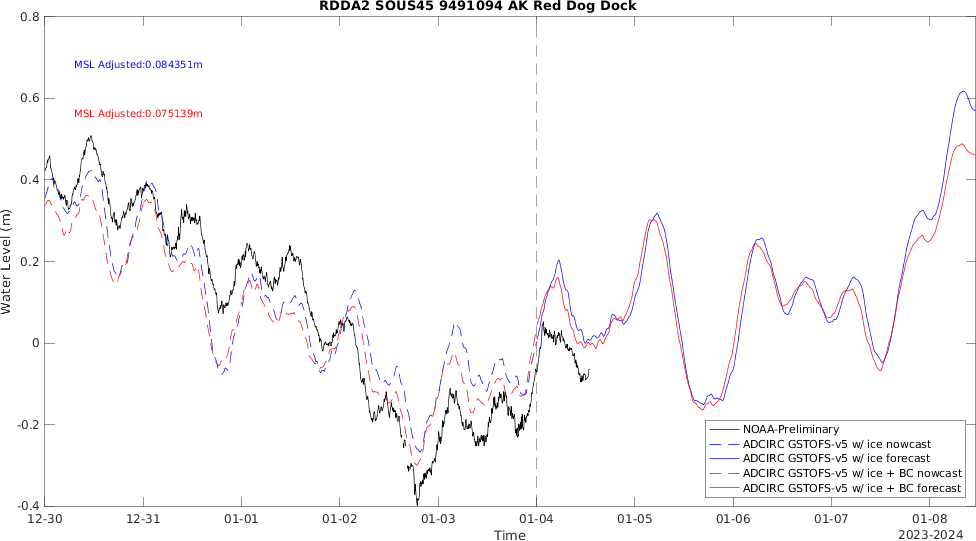 RDDA2 SOUS45 9491094 AK Red Dog Dock
MSL Adjusted:0.084351m
MSL Adjusted:0.075139m
Water Level (m)
0.8
0.6
0.4
0.2
0
-0.2
-0.4
12-30
12-31
01-01
01-02
01-03
01-04
01-05
01-06
01-07
01-08
Time
2023-2024
NOAA-Preliminary
ADCIRC GSTOFS-v5 w/ ice nowcast
ADCIRC GSTOFS-v5 w/ ice forecast
ADCIRC GSTOFS-v5 w/ ice + BC nowcast
ADCIRC GSTOFS-v5 w/ ice + BC forecast